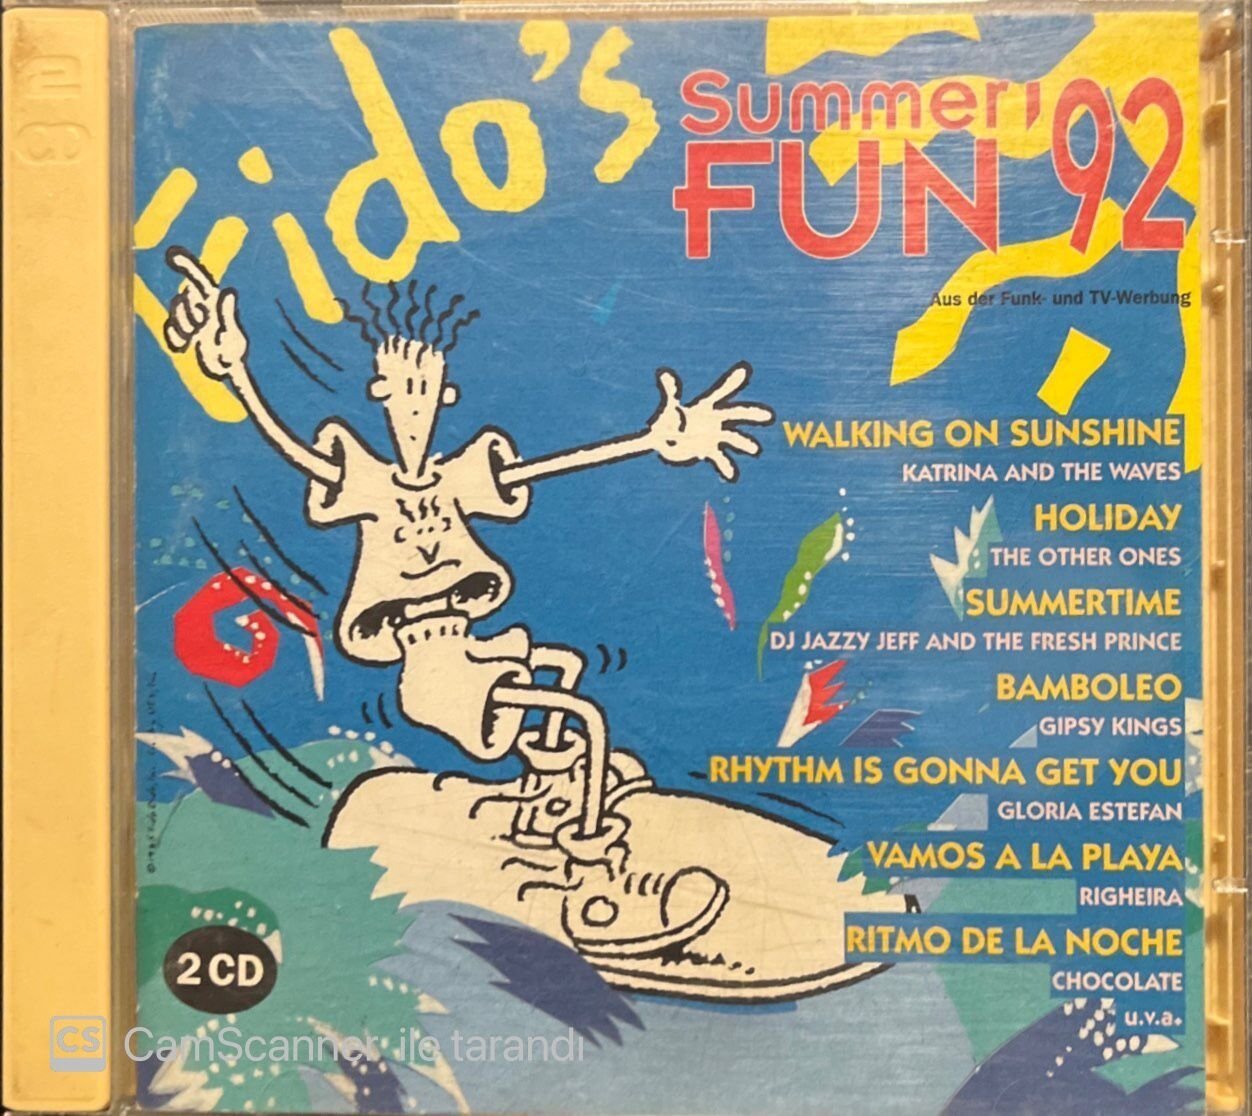 Fido's
Summer
FUN '92
Aus der Funk- und TV-Werbung
WALKING ON SUNSHINE
KATRINA AND THE WAVES
HOLIDAY
THE OTHER ONES
SUMMERTIME
DJ JAZZY JEFF AND THE FRESH PRINCE
BAMBOLEO
GIPSY KINGS
RHYTHM IS GONNA GET YOU
GLORIA ESTEFAN
VAMOS A LA PLAYA
RIGHEIRA
RITMO DE LA NOCHE
CHOCOLATE
u.v.a.
2 CD
CS CamScanner ile tarandı